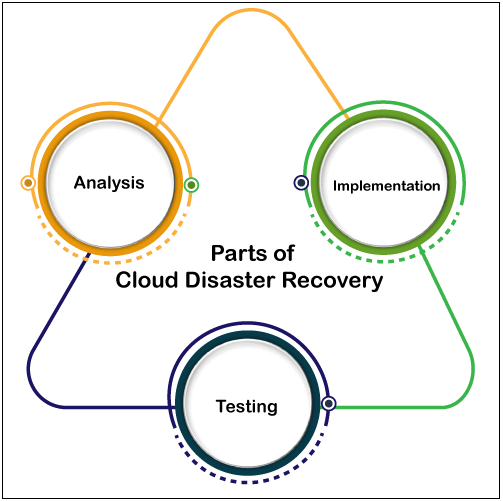 Analysis
Implementation
Parts of
Cloud Disaster Recovery
Testing